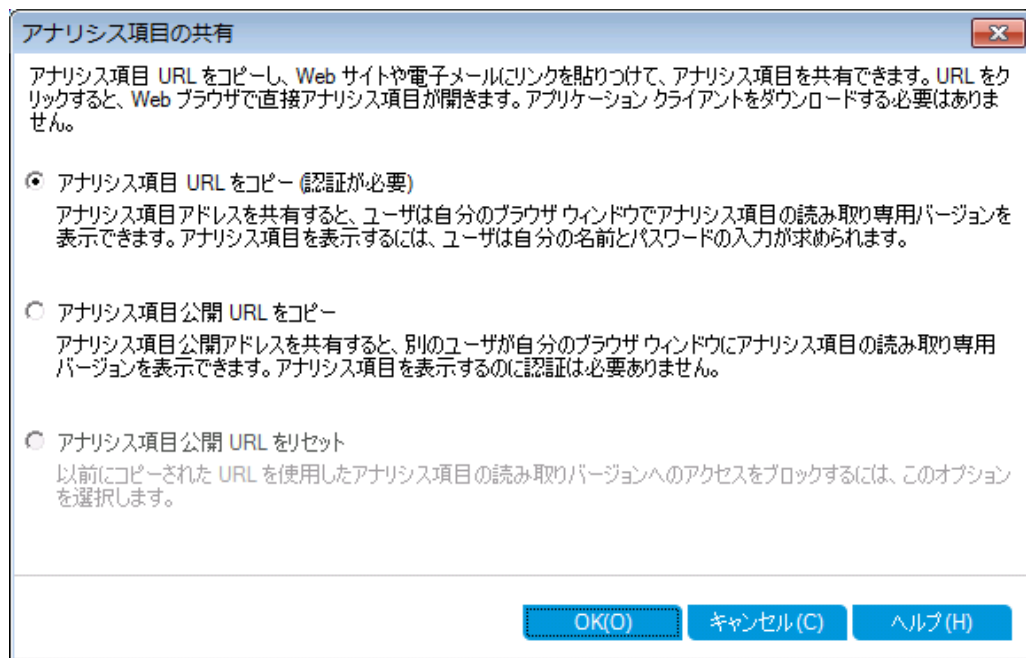 アナリシス項目の共有
アナリシス項目 URL をコピーし、Web サイトや電子メールにリンクを貼りつけて、アナリシス項目を共有できます。URL をク
リックすると、Web ブラウザで直接アナリシス項目が開きます。アプリケーション クライアントをダウンロードする必要はありま
せん。
アナリシス項目 URL をコピー (認証が必要)
アナリシス項目アドレスを共有すると、ユーザは自分のブラウザ ウィンドウでアナリシス項目の読み取り専用バージョンを
表示できます。アナリシス項目を表示するには、ユーザは自分の名前とパスワードの入力が求められます。
アナリシス項目公開 URL をコピー
アナリシス項目公開アドレスを共有すると、別のユーザが自分のブラウザ ウィンドウにアナリシス項目の読み取り専用
バージョンを表示できます。アナリシス項目を表示するのに認証は必要ありません。
アナリシス項目公開 URL をリセット
以前にコピーされた URL を使用したアナリシス項目の読み取りバージョンへのアクセスをブロックするには、このオプション
を選択します。
OK(O) キャンセル(C) ヘルプ(H)